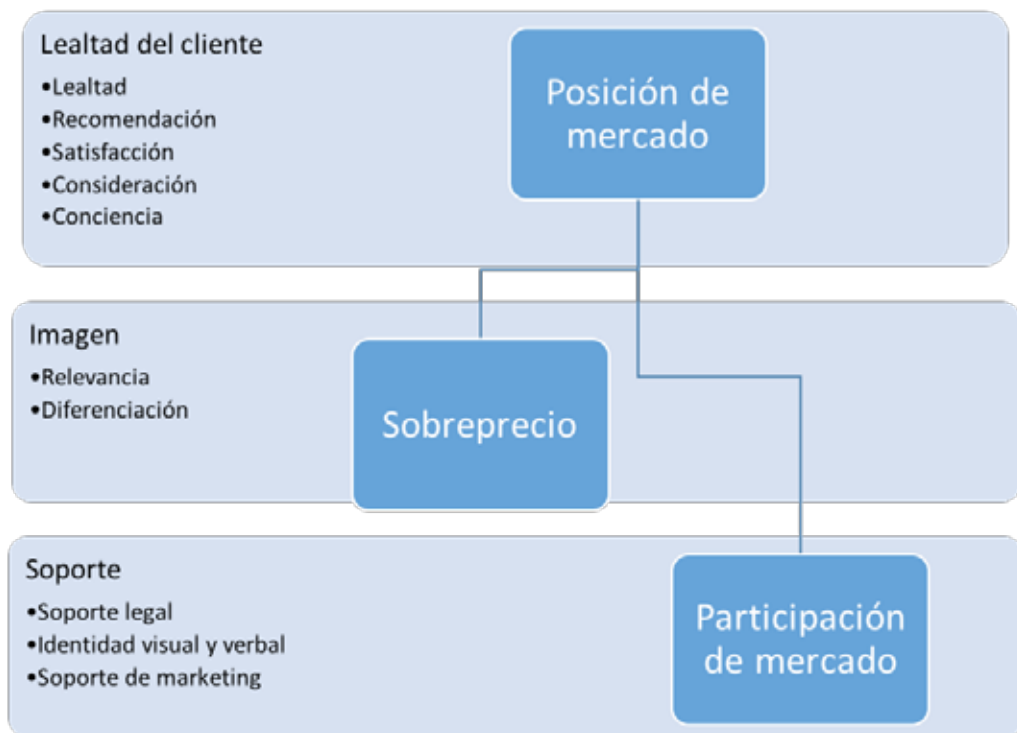 Lealtad del cliente
•Lealtad
•Recomendación
•Satisfacción
•Consideración
•Conciencia
Posición de
mercado
Imagen
•Relevancia
•Diferenciación
Sobreprecio
Soporte
•Soporte legal
•Identidad visual y verbal
•Soporte de marketing
Participación
de mercado